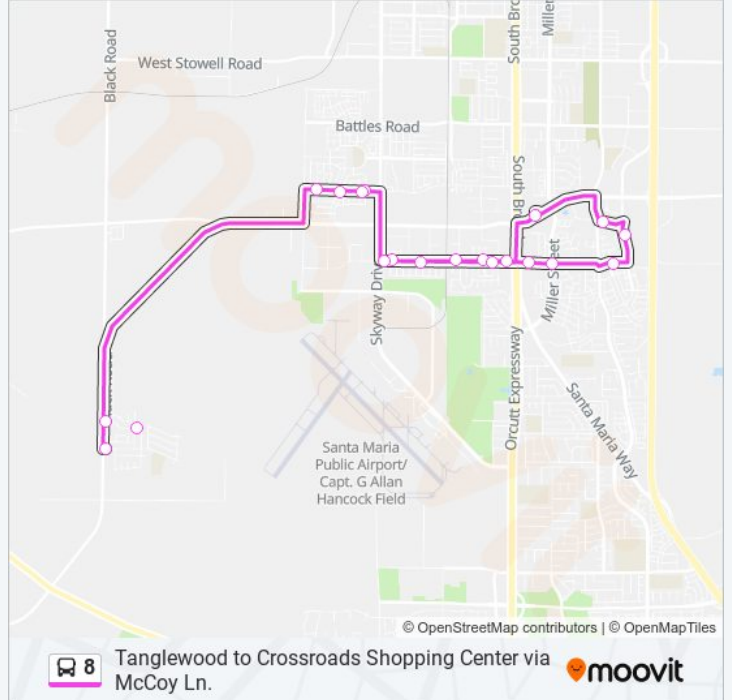 South Bro
Miller
Black Road
West Stowell Road
Battles Road
South Br
Miller Street
Skyway Driv
Orcutt Expressway
Santa Maria Way
Santa Maria
Public Airport/
Capt. G Allan
Hancock Field
© OpenStreetMap contributors | © OpenMapTiles
8
Tanglewood to Crossroads Shopping Center via
McCoy Ln.
moovit